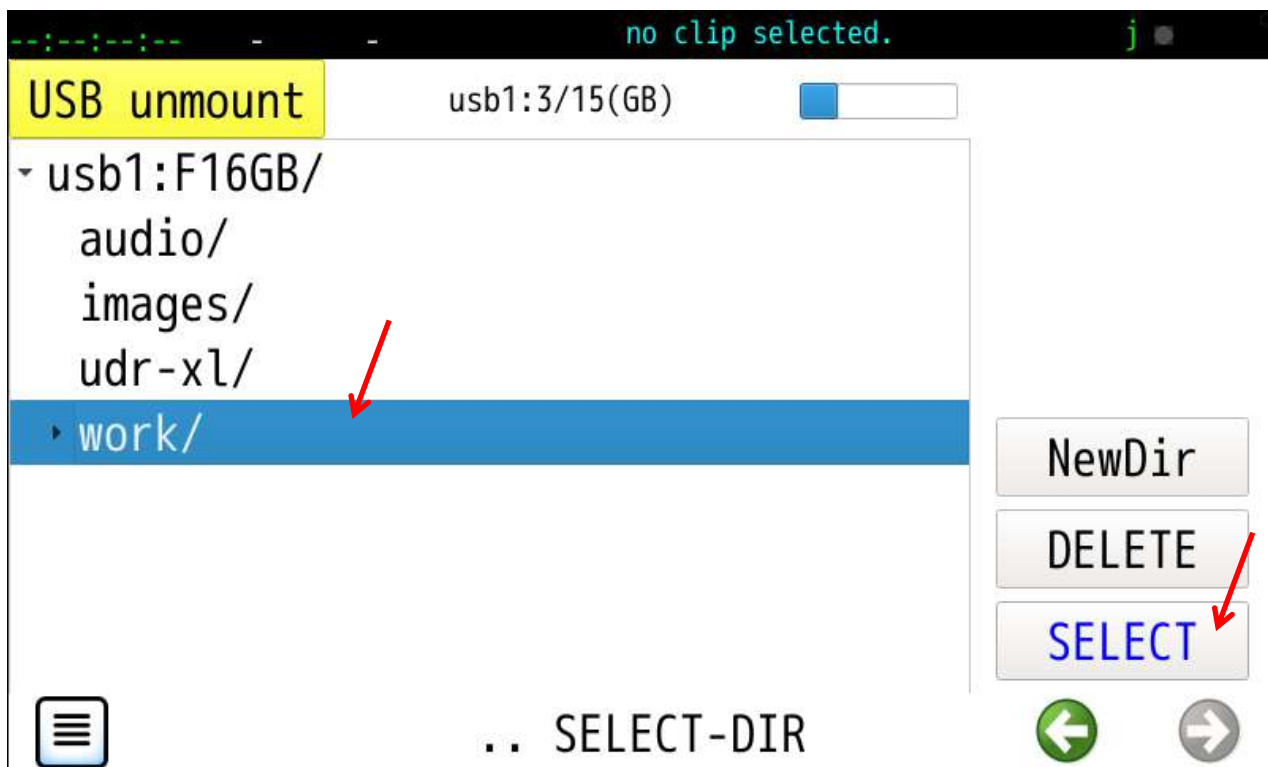 --:--:--:-- - - no clip selected. j
USB unmount usb1:3/15(GB)
usb1:F16GB/
audio/
images/
udr-xl/
work/
NewDir
DELETE
SELECT
.. SELECT-DIR